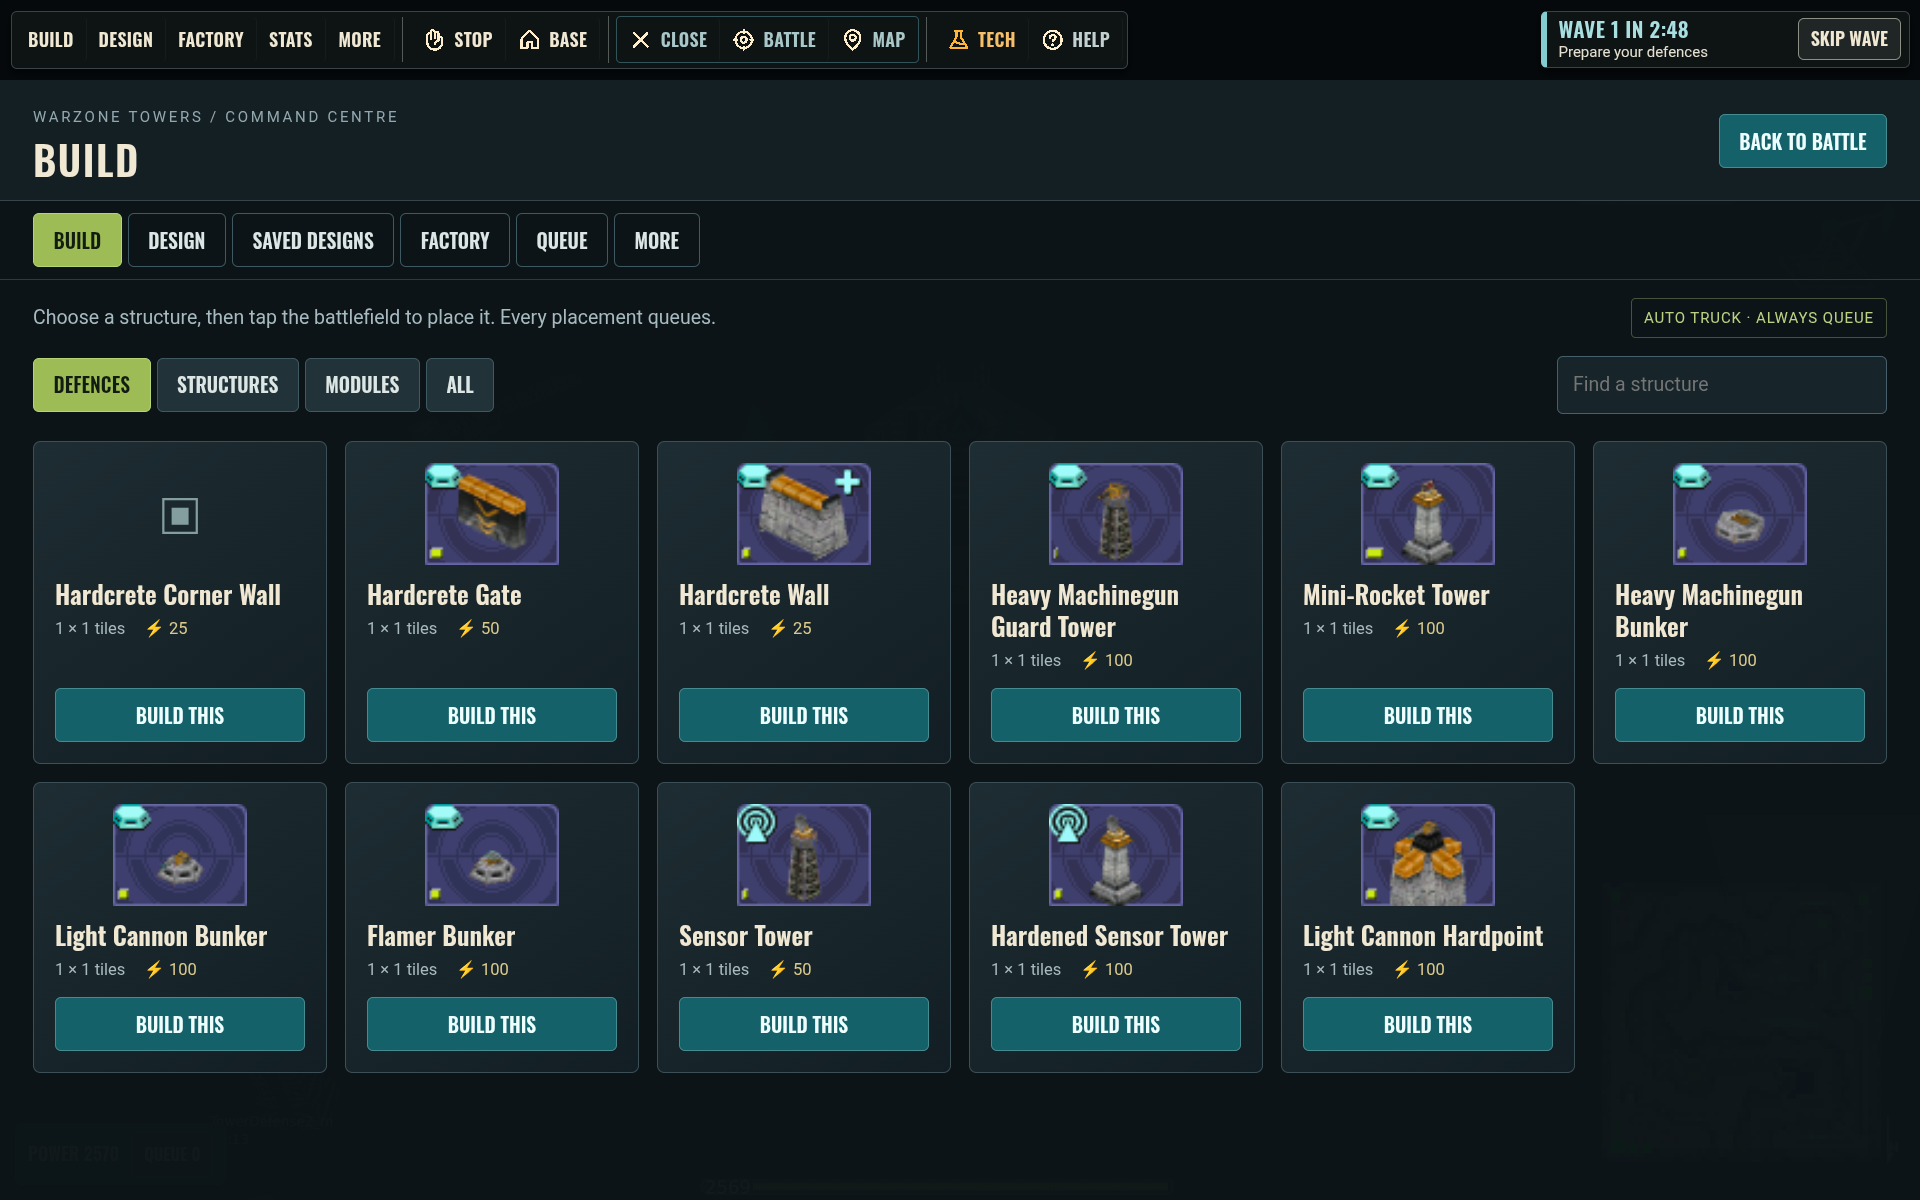 BUILD DESIGN FACTORY STATS MORE STOP BASE CLOSE BATTLE MAP TECH HELP
WAVE 1 IN 2:48
Prepare your defences
SKIP WAVE
WARZONE TOWERS / COMMAND CENTRE
BUILD
BACK TO BATTLE
BUILD DESIGN SAVED DESIGNS FACTORY QUEUE MORE
Choose a structure, then tap the battlefield to place it. Every placement queues.
AUTO TRUCK · ALWAYS QUEUE
DEFENCES STRUCTURES MODULES ALL
Find a structure
Hardcrete Corner Wall
1 × 1 tiles ⚡ 25
BUILD THIS
Hardcrete Gate
1 × 1 tiles ⚡ 50
BUILD THIS
Hardcrete Wall
1 × 1 tiles ⚡ 25
BUILD THIS
Heavy Machinegun
Guard Tower
1 × 1 tiles ⚡ 100
BUILD THIS
Mini-Rocket Tower
1 × 1 tiles ⚡ 100
BUILD THIS
Heavy Machinegun
Bunker
1 × 1 tiles ⚡ 100
BUILD THIS
Light Cannon Bunker
1 × 1 tiles ⚡ 100
BUILD THIS
Flamer Bunker
1 × 1 tiles ⚡ 100
BUILD THIS
Sensor Tower
1 × 1 tiles ⚡ 50
BUILD THIS
Hardened Sensor Tower
1 × 1 tiles ⚡ 100
BUILD THIS
Light Cannon Hardpoint
1 × 1 tiles ⚡ 100
BUILD THIS